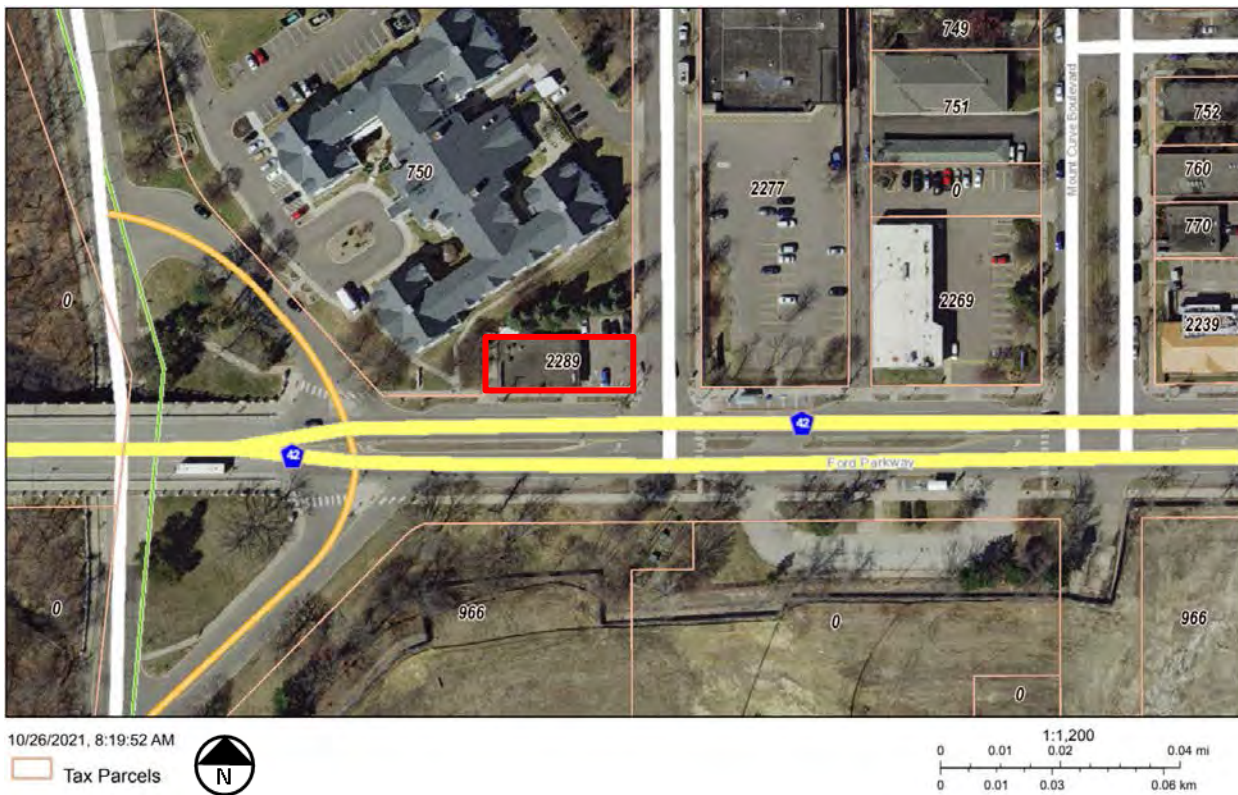 749
751
752
750
760
2277
0
Mount Curve Boulevard
770
0
2269
2239
2289
42
42
Ford Parkway
0
966
0
966
0
10/26/2021, 8:19:52 AM
Tax Parcels
N
1:1,200
0 0.01 0.02 0.04 mi
0 0.01 0.03 0.06 km